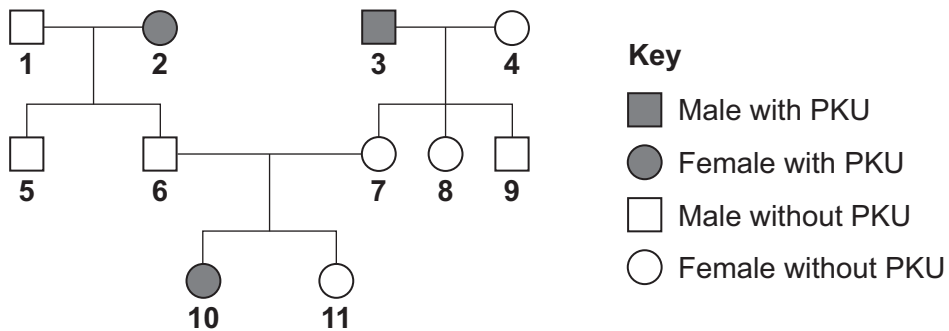 1 2 3 4
Key
Male with PKU
Female with PKU
Male without PKU
Female without PKU
5 6 7 8 9
10 11